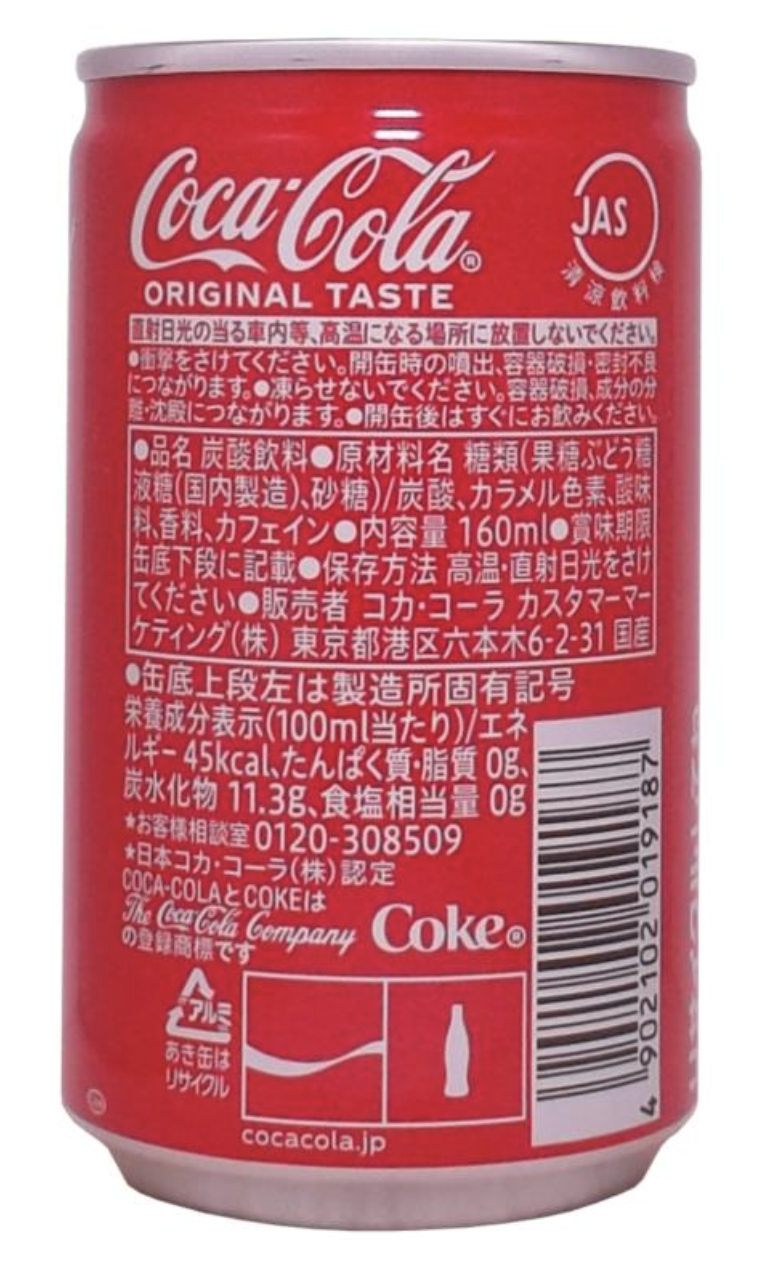 Coca-Cola®
ORIGINAL TASTE
JAS
清涼飲料
直射日光の当る車内等、高温になる場所に放置しないでください。
●衝撃をさけてください。開缶時の噴出、容器破損・密封不良
につながります。●凍らせないでください。容器破損、成分の分
離・沈殿につながります。●開缶後はすぐにお飲みください。
●品名 炭酸飲料●原材料名 糖類(果糖ぶどう糖
液糖(国内製造)、砂糖)/炭酸、カラメル色素、酸味
料、香料、カフェイン●内容量 160ml●賞味期限
缶底下段に記載●保存方法 高温・直射日光をさけ
てください●販売者 コカ・コーラ カスタマーマー
ケティング(株) 東京都港区六本木6-2-31 国産
●缶底上段左は製造所固有記号
栄養成分表示(100ml当たり)/エネ
ルギー 45kcal、たんぱく質・脂質 0g、
炭水化物 11.3g、食塩相当量 0g
★お客様相談室 0120-308509
★日本コカ・コーラ(株)認定
COCA-COLAとCOKEは
The Coca-Cola Company
の登録商標です
Coke®
アルミ
あき缶は
リサイクル
cocacola.jp
4 902102 019187